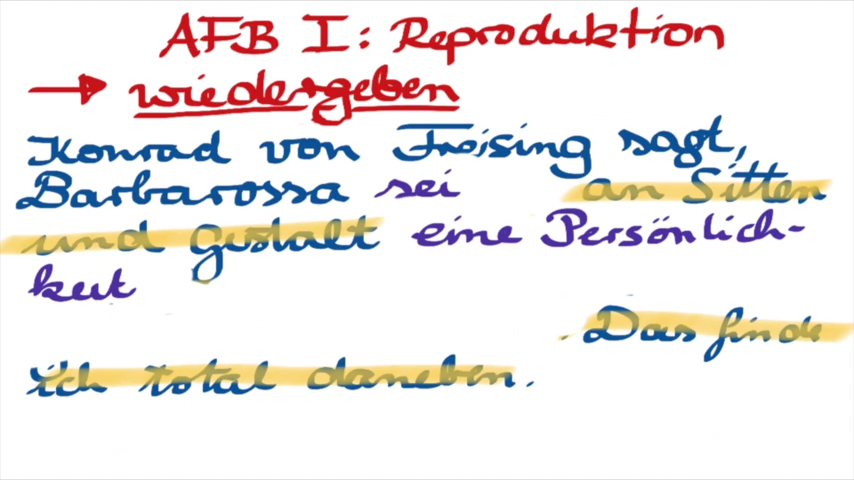 AFB I: Reproduktion
→ wiedergeben
Konrad von Freising sagt,
Barbarossa sei an Sitten
und Gestalt eine Persönlich-
keit
. Das finde
ich total daneben.